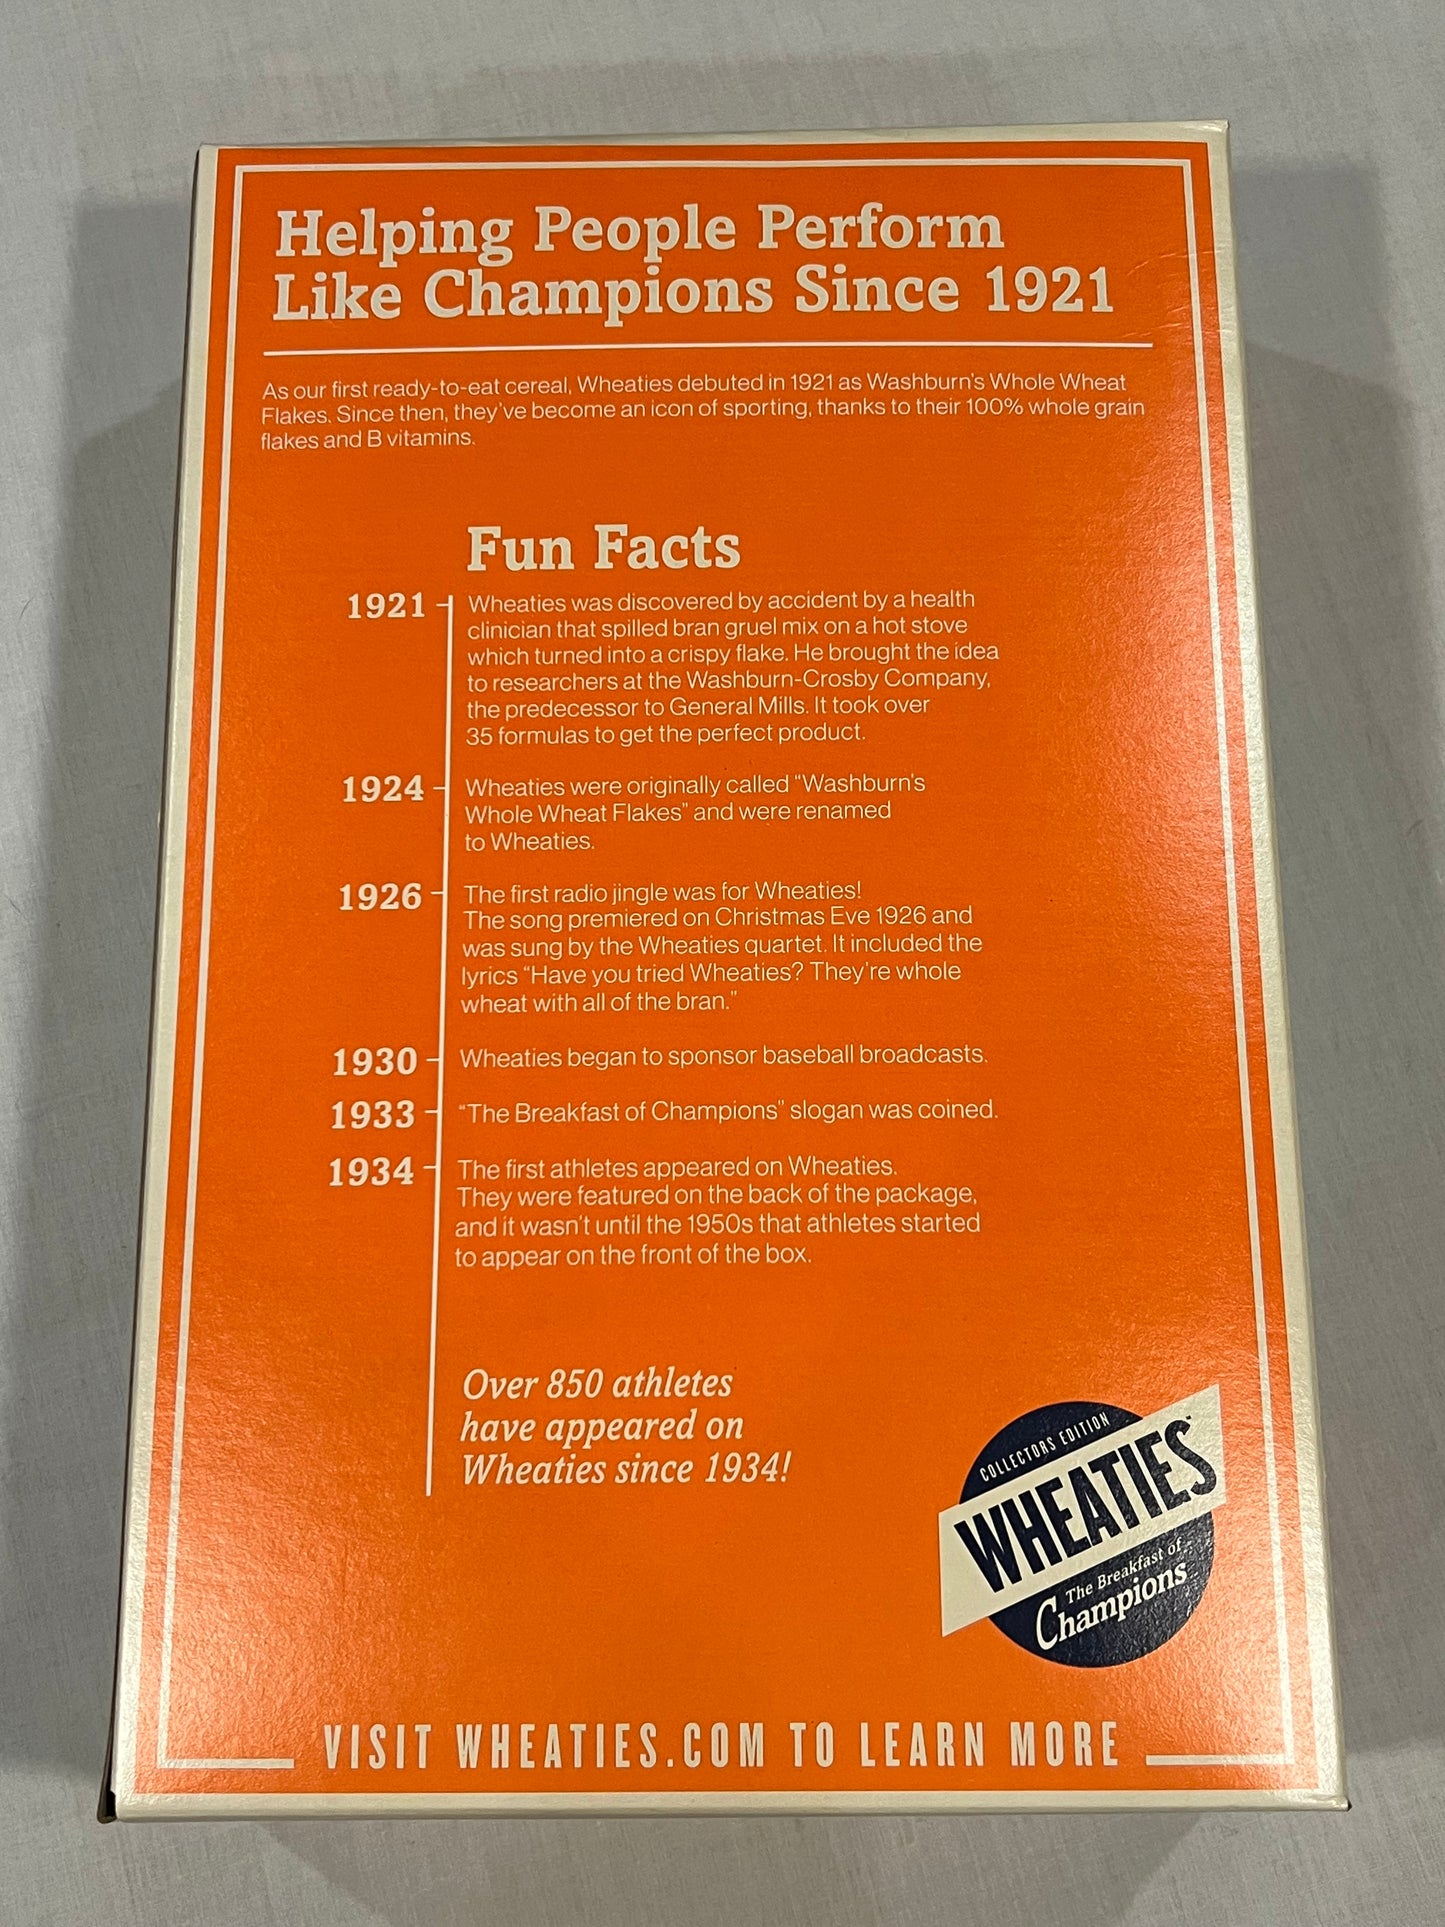 Helping People Perform
Like Champions Since 1921
As our first ready-to-eat cereal, Wheaties debuted in 1921 as Washburn's Whole Wheat
Flakes. Since then, they've become an icon of sporting, thanks to their 100% whole grain
flakes and B vitamins.
Fun Facts
1921
Wheaties was discovered by accident by a health
clinician that spilled bran gruel mix on a hot stove
which turned into a crispy flake. He brought the idea
to researchers at the Washburn-Crosby Company,
the predecessor to General Mills. It took over
35 formulas to get the perfect product.
1924
Wheaties were originally called "Washburn's
Whole Wheat Flakes" and were renamed
to Wheaties.
1926
The first radio jingle was for Wheaties!
The song premiered on Christmas Eve 1926 and
was sung by the Wheaties quartet. It included the
lyrics "Have you tried Wheaties? They're whole
wheat with all of the bran."
1930
Wheaties began to sponsor baseball broadcasts.
1933
"The Breakfast of Champions" slogan was coined.
1934
The first athletes appeared on Wheaties.
They were featured on the back of the package,
and it wasn't until the 1950s that athletes started
to appear on the front of the box.
Over 850 athletes
have appeared on
Wheaties since 1934!
COLLECTORS EDITION
WHEATIES™
The Breakfast of
Champions
VISIT WHEATIES.COM TO LEARN MORE